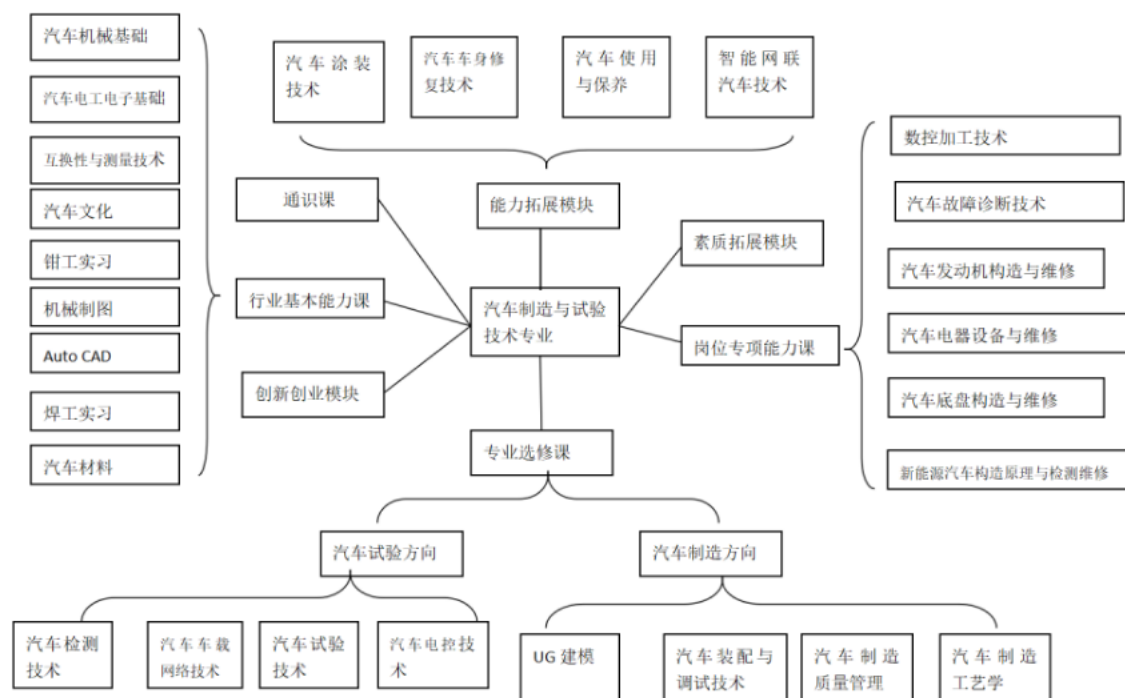 汽车机械基础
汽车电工电子基础
互换性与测量技术
汽车文化
钳工实习
机械制图
Auto CAD
焊工实习
汽车材料
汽车涂装
技术
汽车车身修
复技术
汽车使用
与保养
智能网联
汽车技术
通识课
能力拓展模块
素质拓展模块
行业基本能力课
汽车制造与试验
技术专业
岗位专项能力课
创新创业模块
专业选修课
数控加工技术
汽车故障诊断技术
汽车发动机构造与维修
汽车电器设备与维修
汽车底盘构造与维修
新能源汽车构造原理与检测维修
汽车试验方向
汽车制造方向
汽车检测
技术
汽车车载
网络技术
汽车试验
技术
汽车电控技
术
UG 建模
汽车装配与
调试技术
汽车制造
质量管理
汽车制造
工艺学